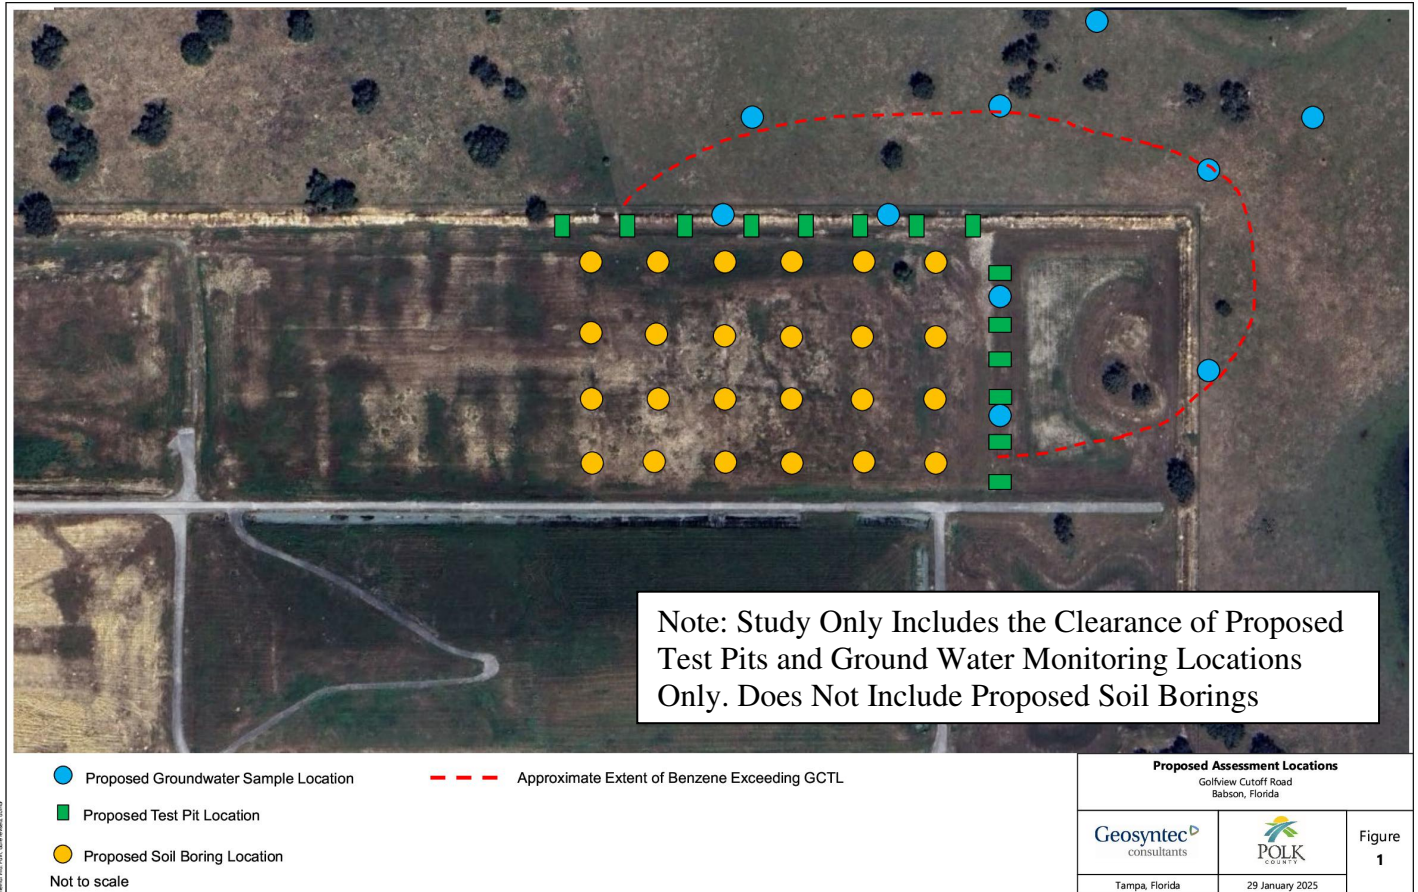 Note: Study Only Includes the Clearance of Proposed
Test Pits and Ground Water Monitoring Locations
Only. Does Not Include Proposed Soil Borings
Proposed Groundwater Sample Location
Approximate Extent of Benzene Exceeding GCTL
Proposed Test Pit Location
Proposed Soil Boring Location
Not to scale
Proposed Assessment Locations
Golfview Cutoff Road
Babson, Florida
Geosyntec
consultants
POLK
COUNTY
Figure
1
Tampa, Florida
29 January 2025